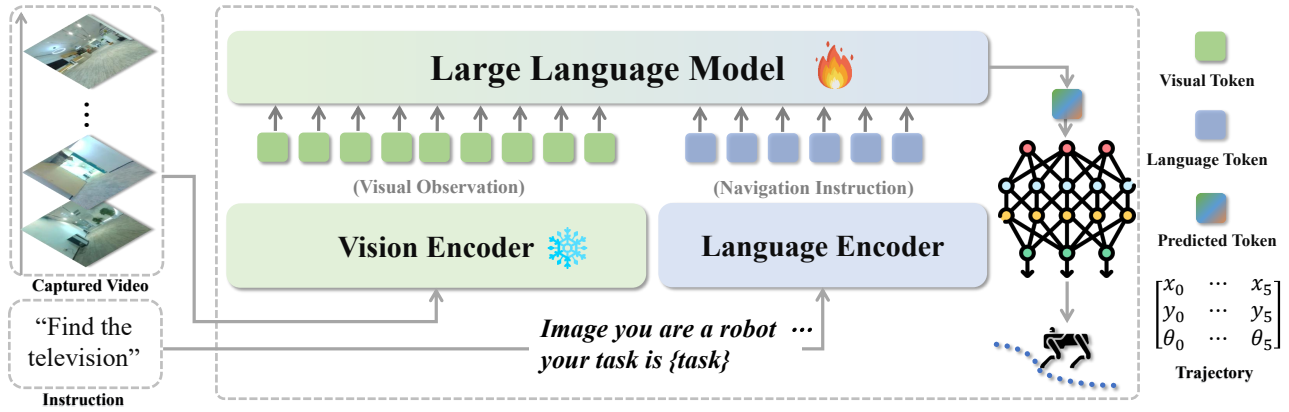 Captured Video
“Find the
television”
Instruction
Large Language Model
(Visual Observation)
(Navigation Instruction)
Vision Encoder
Language Encoder
Image you are a robot ...
your task is {task}
Visual Token
Language Token
Predicted Token
x₀ ... x₅
y₀ ... y₅
θ₀ ... θ₅
Trajectory